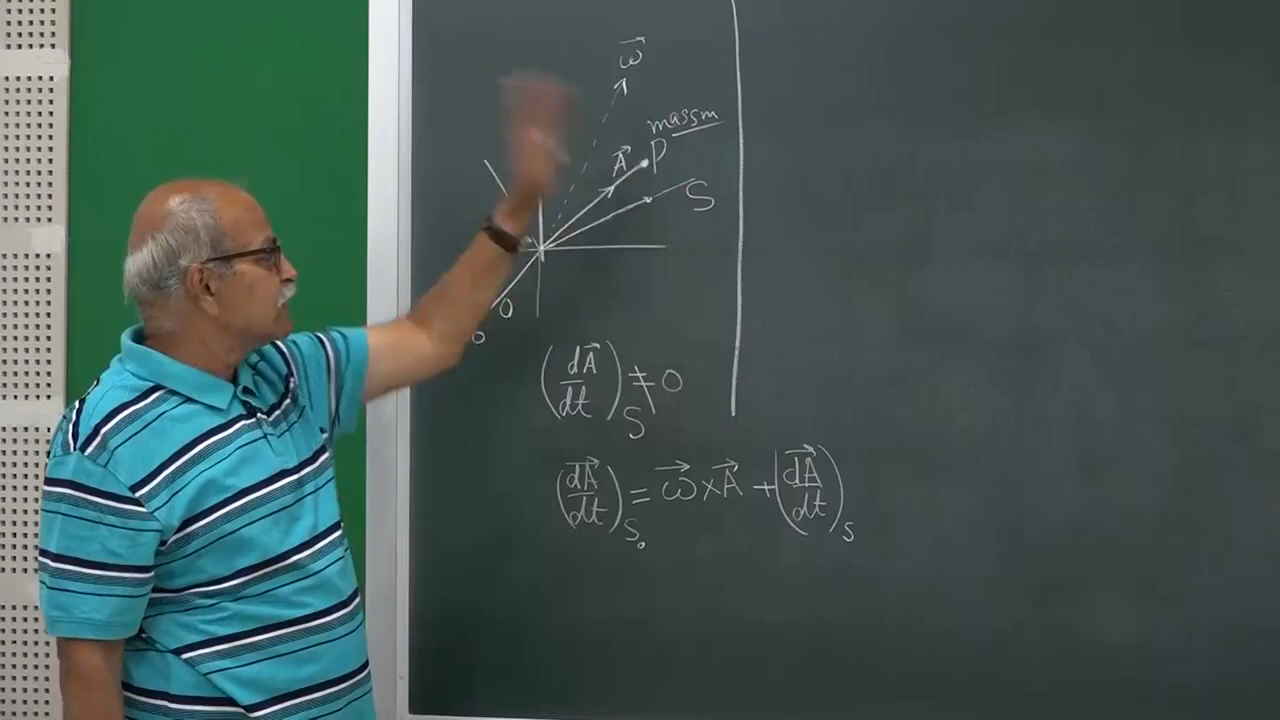 ω⃗
mass m
A⃗ P
S
O
o
(dA⃗/dt)_S ≠ 0
(dA⃗/dt)_S₀ = ω⃗ × A⃗ + (dA⃗/dt)_S